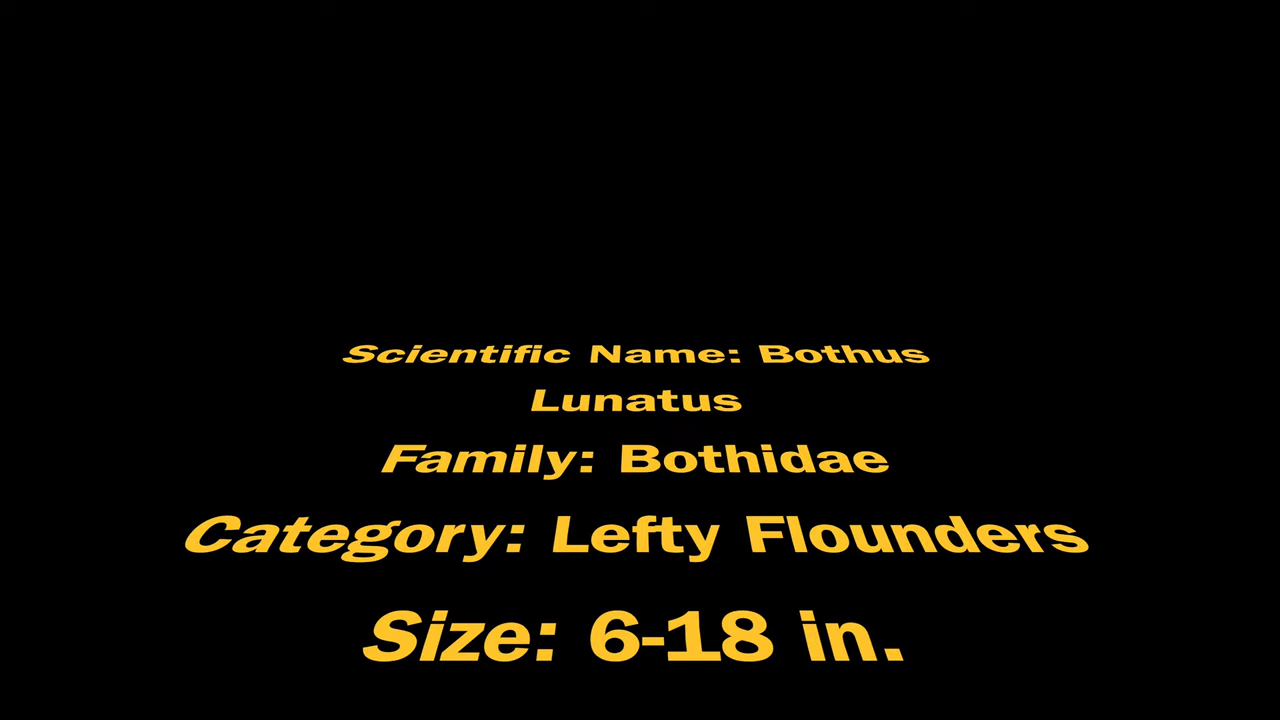 Scientific Name: Bothus
Lunatus
Family: Bothidae
Category: Lefty Flounders
Size: 6-18 in.